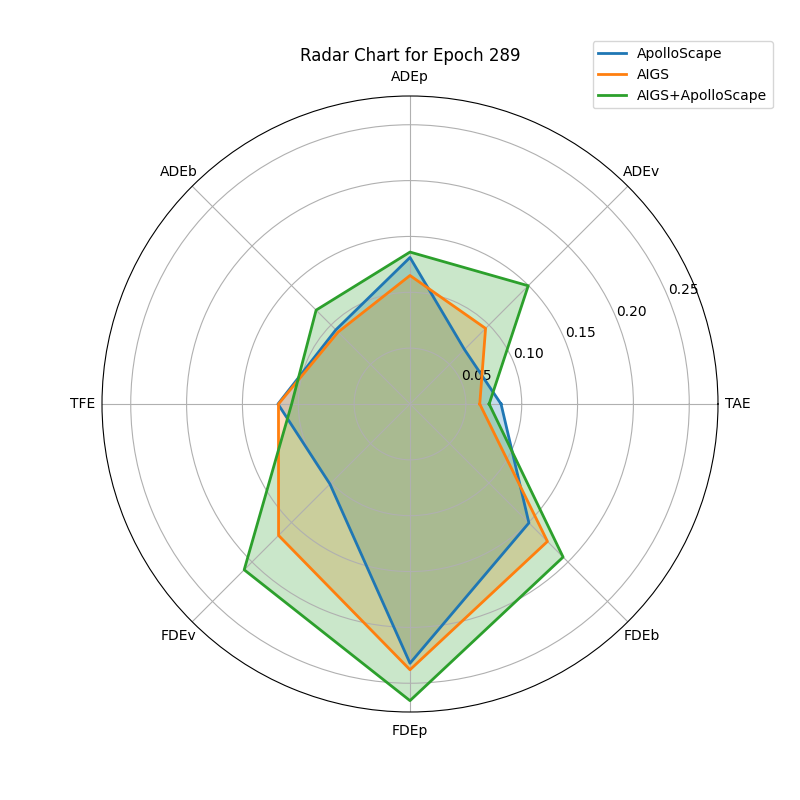 Radar Chart for Epoch 289
ApolloScape
AIGS
AIGS+ApolloScape
ADEp
ADEb
ADEv
0.25
0.20
0.15
0.10
0.05
TFE
TAE
FDEv
FDEb
FDEp